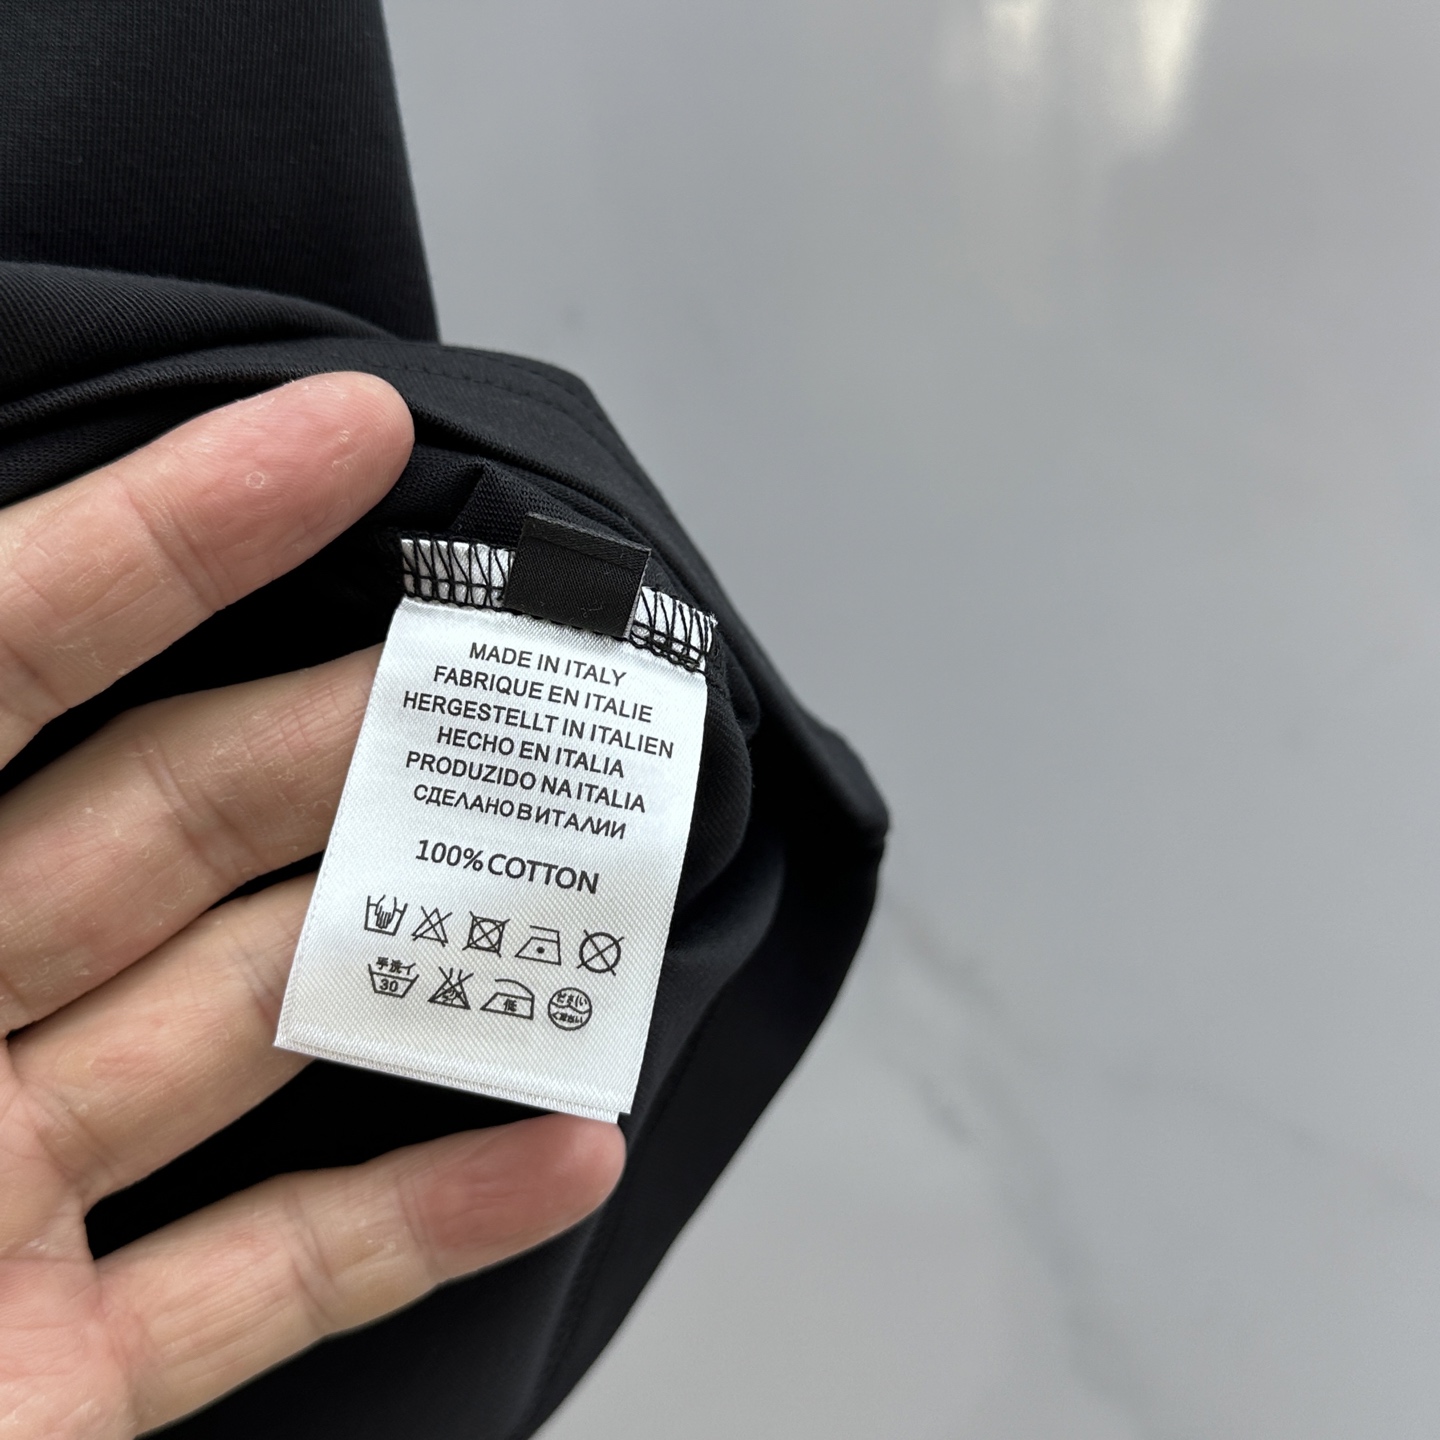 MADE IN ITALY
FABRIQUE EN ITALIE
HERGESTELLT IN ITALIEN
HECHO EN ITALIA
PRODUZIDO NA ITALIA
СДЕЛАНО В ИТАЛИИ
100% COTTON
手洗イ
30
低